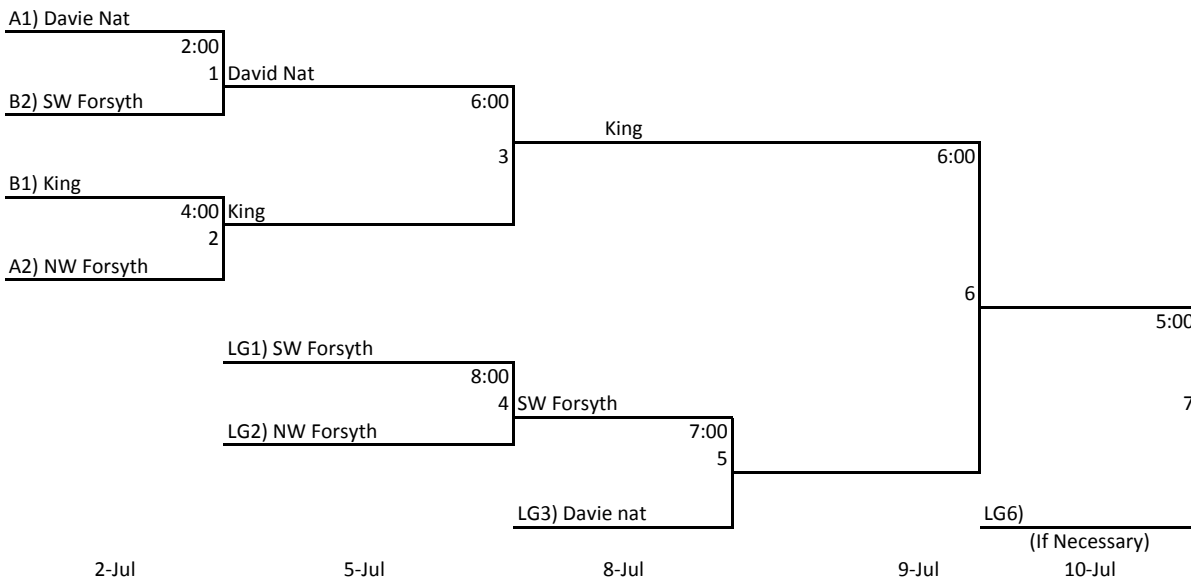 A1) Davie Nat
2:00
1 David Nat
B2) SW Forsyth
6:00
King
3
6:00
B1) King
4:00 King
2
A2) NW Forsyth
6
5:00
LG1) SW Forsyth
8:00
4 SW Forsyth
7
LG2) NW Forsyth
7:00
5
LG3) Davie nat
LG6)
(If Necessary)
2-Jul 5-Jul 8-Jul 9-Jul 10-Jul